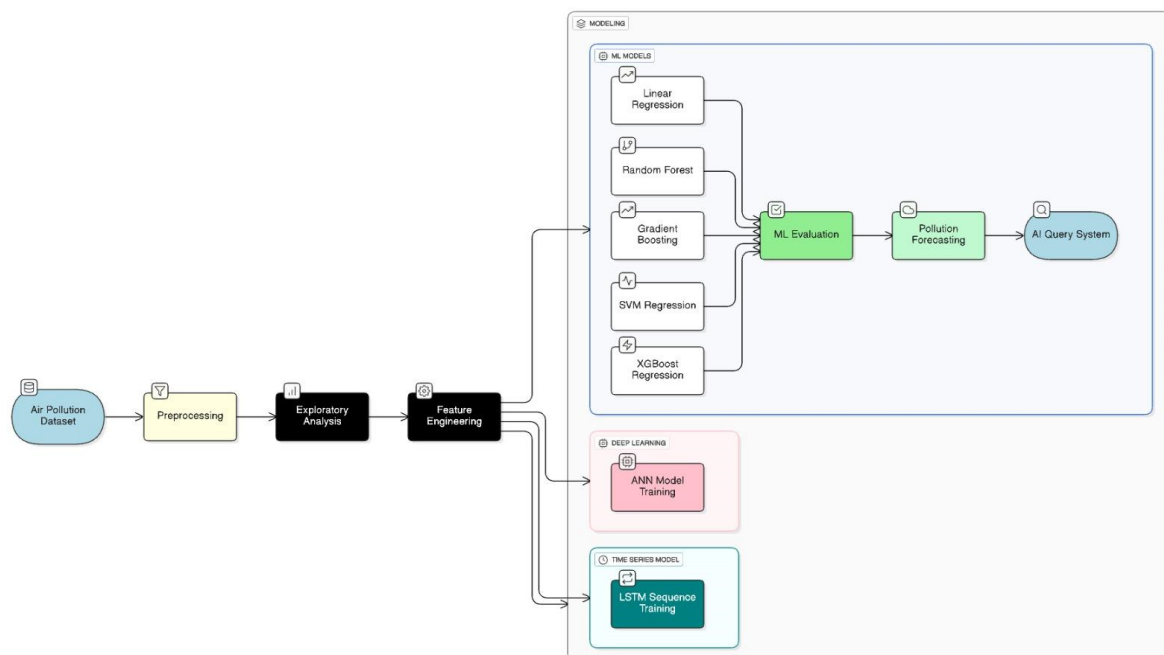 MODELING
ML MODELS
Linear
Regression
Random Forest
Gradient
Boosting
SVM Regression
XGBoost
Regression
ML Evaluation
Pollution
Forecasting
AI Query System
Air Pollution
Dataset
Preprocessing
Exploratory
Analysis
Feature
Engineering
DEEP LEARNING
ANN Model
Training
TIME SERIES MODEL
LSTM Sequence
Training